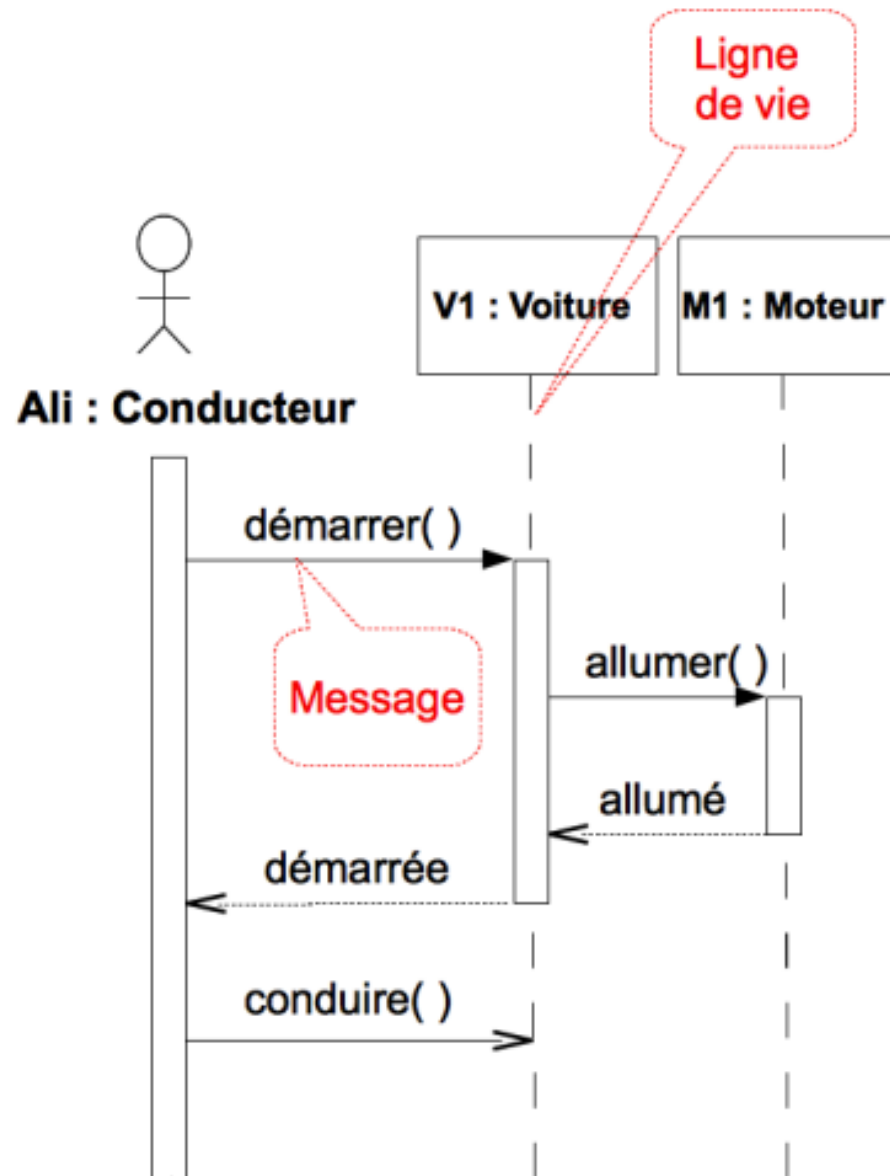 Ligne
de vie
V1 : Voiture
M1 : Moteur
Ali : Conducteur
démarrer( )
allumer( )
Message
allumé
démarrée
conduire( )